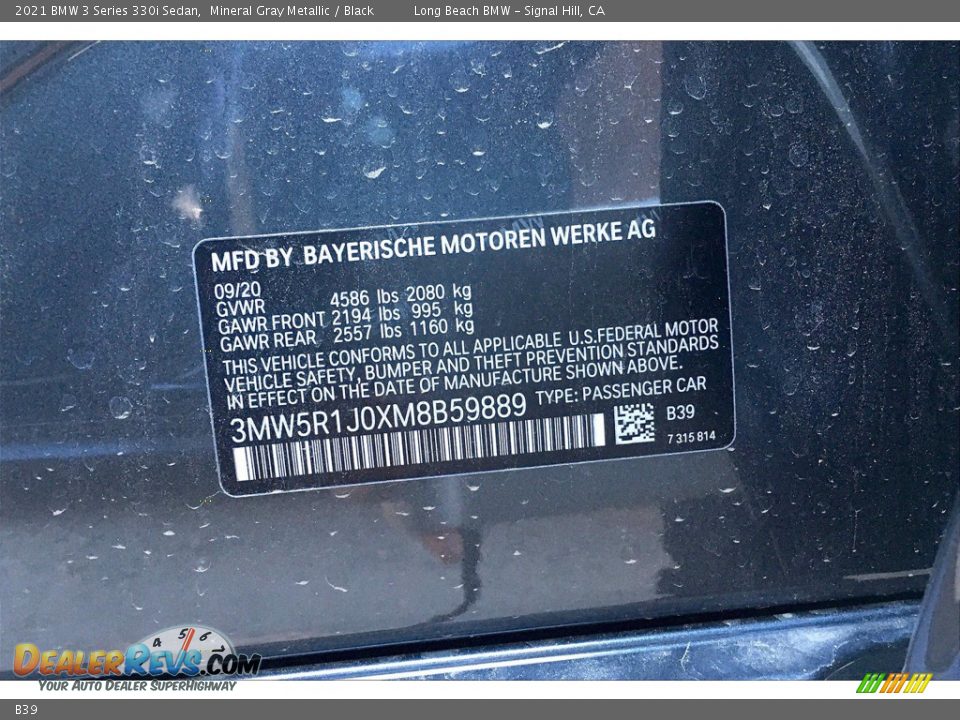 2021 BMW 3 Series 330i Sedan, Mineral Gray Metallic / Black Long Beach BMW - Signal Hill, CA
MFD BY BAYERISCHE MOTOREN WERKE AG
09/20
GVWR 4586 lbs 2080 kg
GAWR FRONT 2194 lbs 995 kg
GAWR REAR 2557 lbs 1160 kg
THIS VEHICLE CONFORMS TO ALL APPLICABLE U.S.FEDERAL MOTOR
VEHICLE SAFETY, BUMPER AND THEFT PREVENTION STANDARDS
IN EFFECT ON THE DATE OF MANUFACTURE SHOWN ABOVE.
3MW5R1J0XM8B59889 TYPE: PASSENGER CAR
B39
7 315 814
4 5 6
DEALERREVS.COM
YOUR AUTO DEALER SUPERHIGHWAY
B39